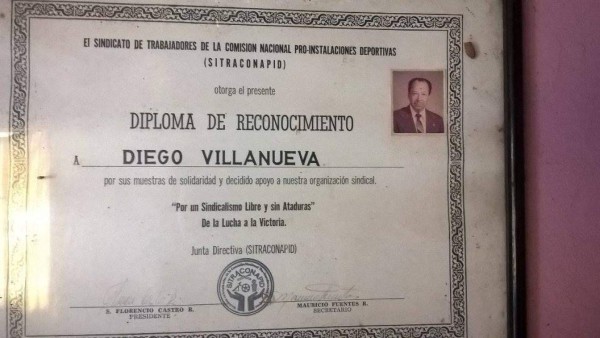 El SINDICATO DE TRABAJADORES DE LA COMISION NACIONAL PRO-INSTALACIONES DEPORTIVAS
(SITRACONAPID)
otorga el presente
DIPLOMA DE RECONOCIMIENTO
A DIEGO VILLANUEVA
por sus muestras de solidaridad y decidido apoyo a nuestra organización sindical.
"Por un Sindicalismo Libre y sin Ataduras"
De la Lucha a la Victoria.
Junta Directiva (SITRACONAPID)
SITRACONAPID
S. FLORENCIO CASTRO R.
PRESIDENTE
MAURICIO FUENTES R.
SECRETARIO